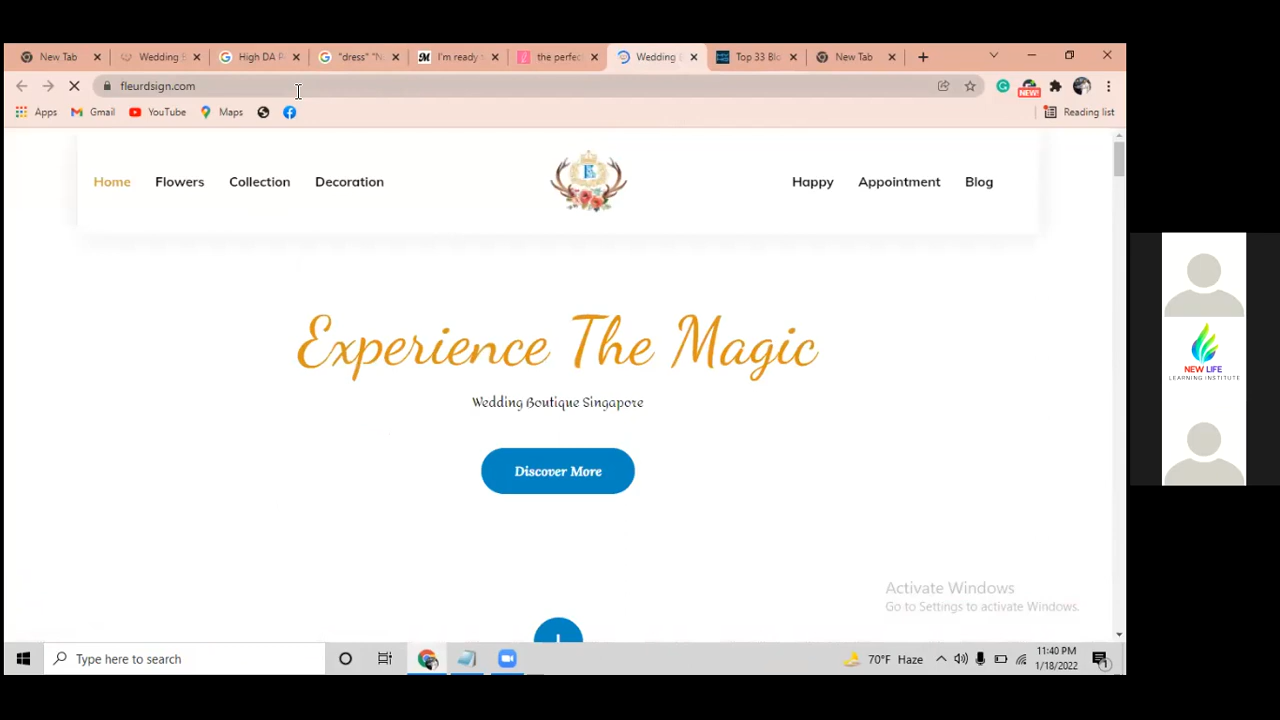 New Tab
Wedding B
High DA P
"dress" "N
I'm ready
the perfec
Wedding
Top 33 Blo
New Tab
fleurdsign.com
NEW!
Apps
Gmail
YouTube
Maps
Reading list
Home
Flowers
Collection
Decoration
Happy
Appointment
Blog
Experience The Magic
Wedding Boutique Singapore
Discover More
NEW LIFE
LEARNING INSTITUTE
Activate Windows
Go to Settings to activate Windows.
Type here to search
70°F Haze
11:40 PM
1/18/2022
1